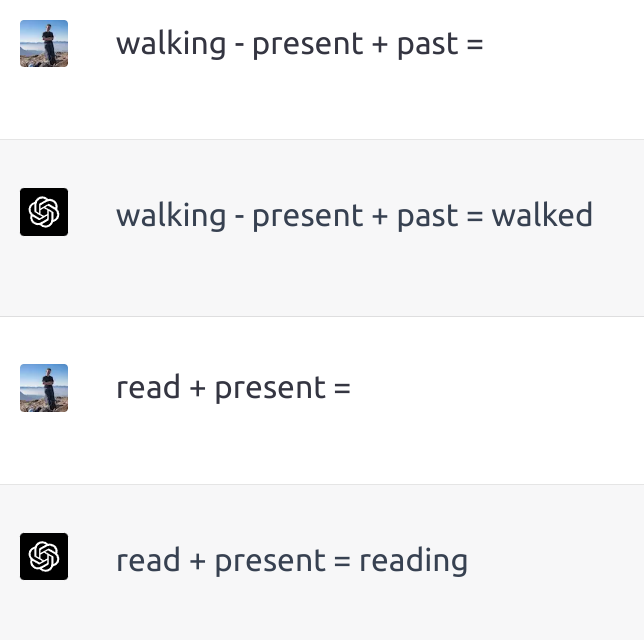 walking - present + past =
walking - present + past = walked
read + present =
read + present = reading